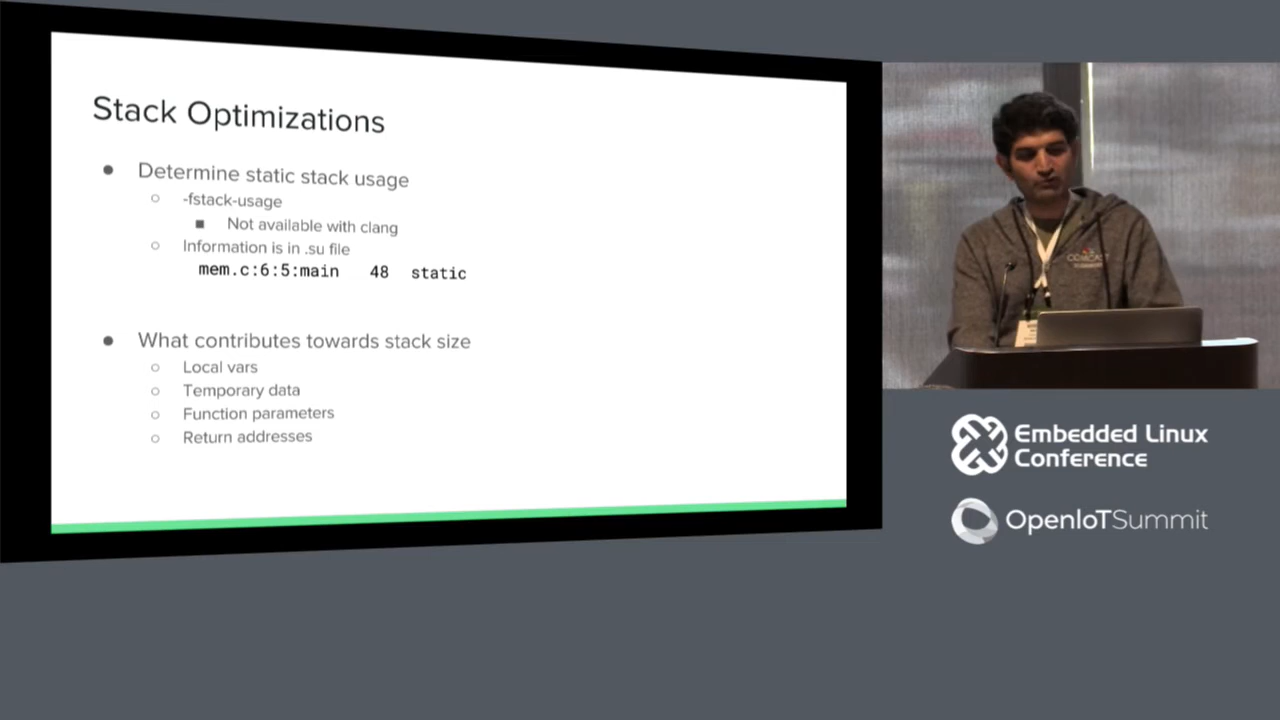 Stack Optimizations
Determine static stack usage
-fstack-usage
Not available with clang
Information is in .su file
mem.c:6:5:main 48 static
What contributes towards stack size
Local vars
Temporary data
Function parameters
Return addresses
COMCAST
Embedded Linux
Conference
OpenIoTSummit